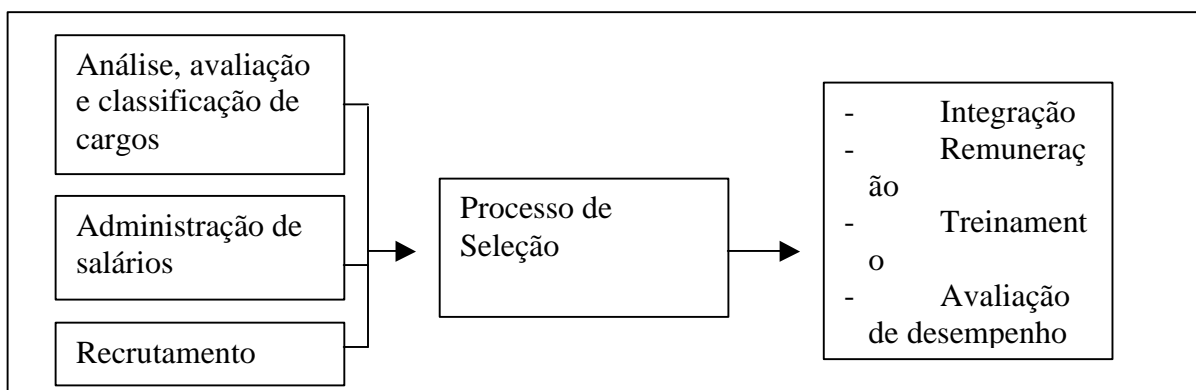 Análise, avaliação
e classificação de
cargos
Administração de
salários
Recrutamento
Processo de
Seleção
- Integração
- Remuneraç
ão
- Treinament
o
- Avaliação
de desempenho